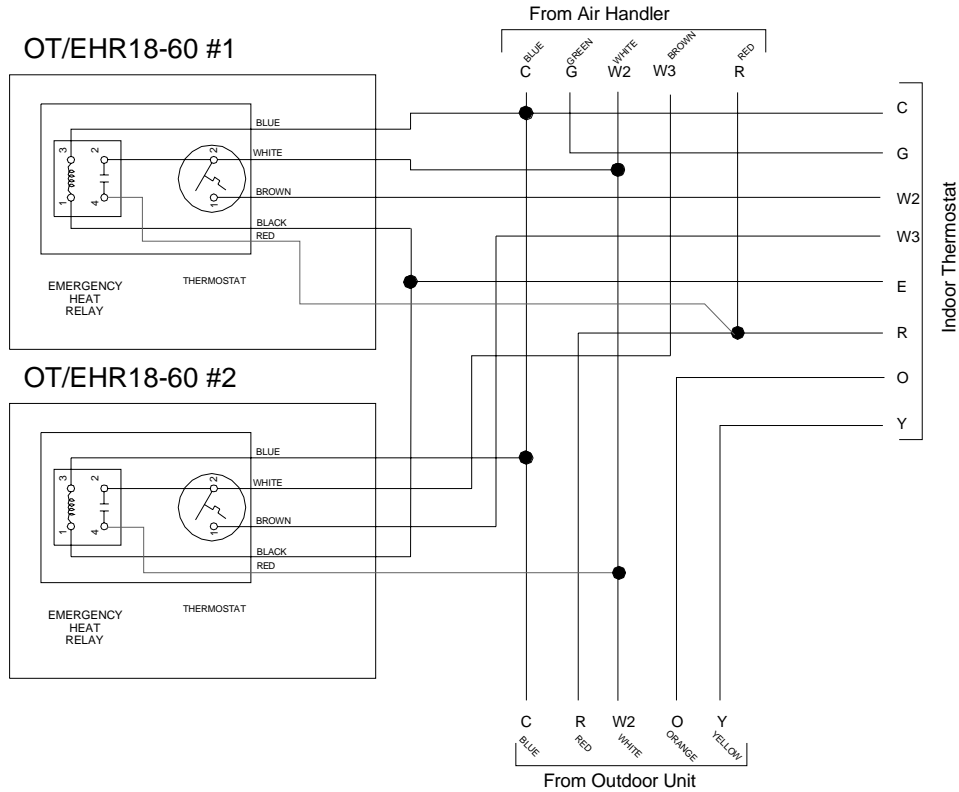 From Air Handler
BLUE GREEN WHITE BROWN RED
C G W2 W3 R
OT/EHR18-60 #1
BLUE
WHITE
BROWN
BLACK
RED
3 2
1 4
2
1
EMERGENCY
HEAT
RELAY
THERMOSTAT
C
G
W2
W3
E
R
O
Y
Indoor Thermostat
OT/EHR18-60 #2
BLUE
WHITE
BROWN
BLACK
RED
3 2
1 4
2
1
EMERGENCY
HEAT
RELAY
THERMOSTAT
C R W2 O Y
BLUE RED WHITE ORANGE YELLOW
From Outdoor Unit